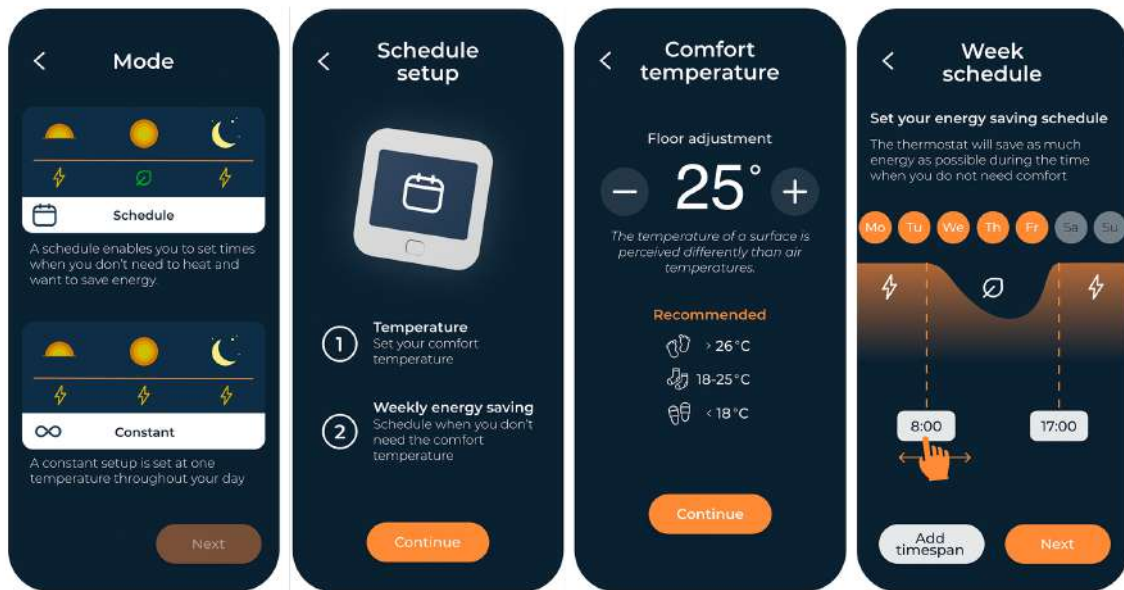 Mode
Schedule
A schedule enables you to set times
when you don't need to heat and
want to save energy.
Constant
A constant setup is set at one
temperature throughout your day
Next
Schedule
setup
1
Temperature
Set your comfort
temperature
2
Weekly energy saving
Schedule when you don't
need the comfort
temperature
Continue
Comfort
temperature
Floor adjustment
− 25° +
The temperature of a surface is
perceived differently than air
temperatures.
Recommended
> 26°C
18-25°C
< 18°C
Continue
Week
schedule
Set your energy saving schedule
The thermostat will save as much
energy as possible during the time
when you do not need comfort
Mo Tu We Th Fr Sa Su
8:00 17:00
Add
timespan
Next